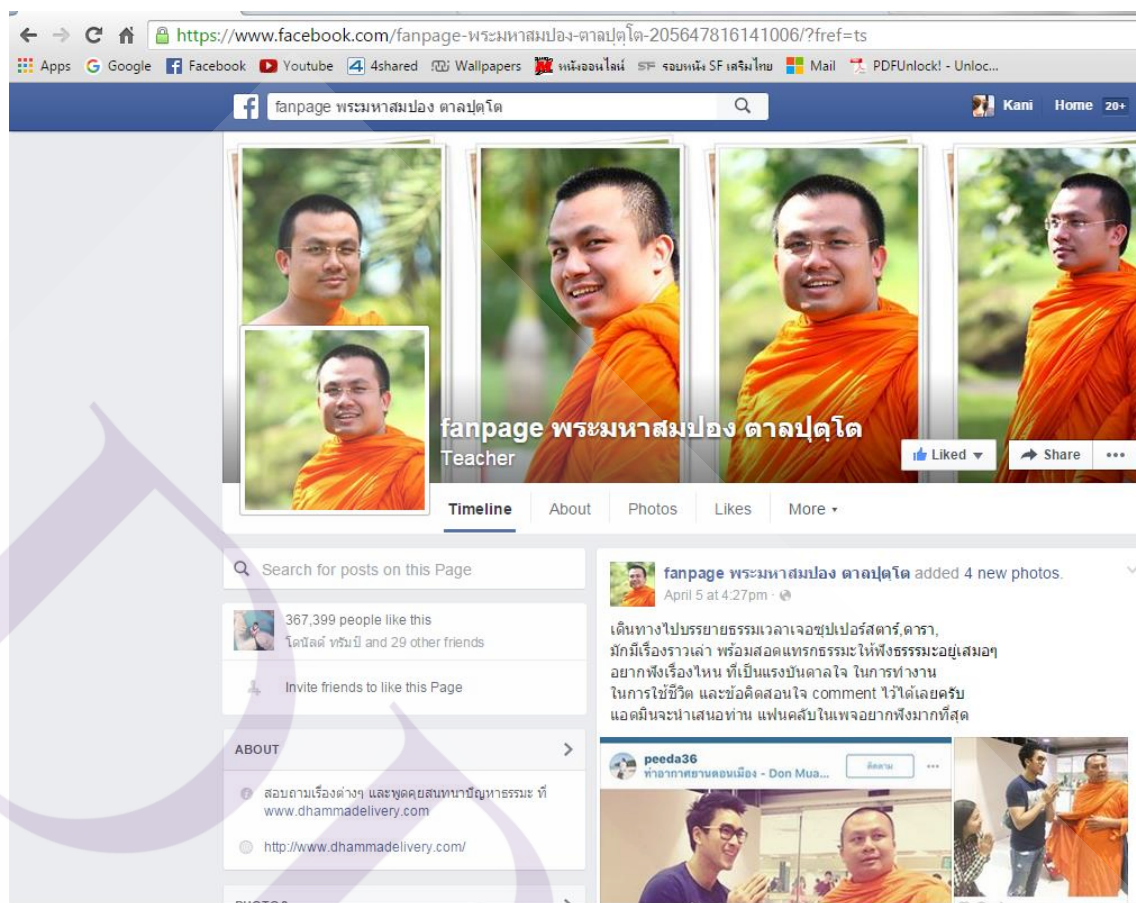 https://www.facebook.com/fanpage-พระมหาสมปอง-ตาลปุตฺโต-205647816141006/?fref=ts
Apps Google Facebook Youtube 4shared Wallpapers หนังออนไลน์ รอบหนัง SF เสริมไทย Mail PDFUnlock! - Unloc...
fanpage พระมหาสมปอง ตาลปุตฺโต
Kani Home 20+
fanpage พระมหาสมปอง ตาลปุตฺโต
Teacher
Liked Share
Timeline About Photos Likes More
Search for posts on this Page
367,399 people like this
โดนัลด์ ทรัมป์ and 29 other friends
Invite friends to like this Page
ABOUT
สอบถามเรื่องต่างๆ และพูดคุยสนทนาปัญหาธรรมะ ที่
www.dhammadelivery.com
http://www.dhammadelivery.com/
PHOTOS
fanpage พระมหาสมปอง ตาลปุตฺโต added 4 new photos.
April 5 at 4:27pm
เดินทางไปบรรยายธรรมเวลาเจอซุปเปอร์สตาร์,ดารา,
มักมีเรื่องราวเล่า พร้อมสอดแทรกธรรมะให้ฟังธรรรมะอยู่เสมอๆ
อยากฟังเรื่องไหน ที่เป็นแรงบันดาลใจ ในการทำงาน
ในการใช้ชีวิต และข้อคิดสอนใจ comment ไว้ได้เลยครับ
แอดมินจะนำเสนอท่าน แฟนคลับในเพจอยากฟังมากที่สุด
peeda36
ท่าอากาศยานดอนเมือง - Don Mua...
ติดตาม